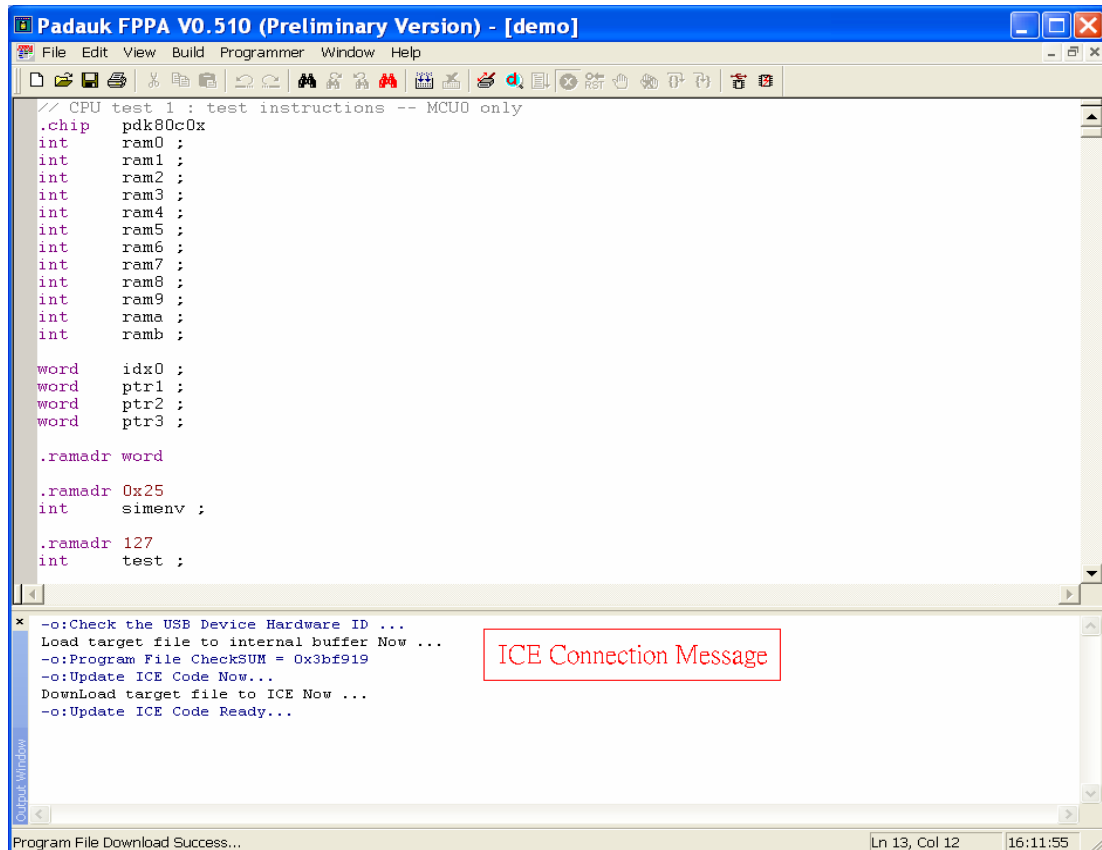 Padauk FPPA V0.510 (Preliminary Version) - [demo]
File Edit View Build Programmer Window Help
// CPU test 1 : test instructions -- MCU0 only
.chip pdk80c0x
int ram0 ;
int ram1 ;
int ram2 ;
int ram3 ;
int ram4 ;
int ram5 ;
int ram6 ;
int ram7 ;
int ram8 ;
int ram9 ;
int rama ;
int ramb ;
word idx0 ;
word ptr1 ;
word ptr2 ;
word ptr3 ;
.ramadr word
.ramadr 0x25
int simenv ;
.ramadr 127
int test ;
-o:Check the USB Device Hardware ID ...
Load target file to internal buffer Now ...
-o:Program File CheckSUM = 0x3bf919
-o:Update ICE Code Now...
DownLoad target file to ICE Now ...
-o:Update ICE Code Ready...
ICE Connection Message
Output Window
Program File Download Success...
Ln 13, Col 12
16:11:55